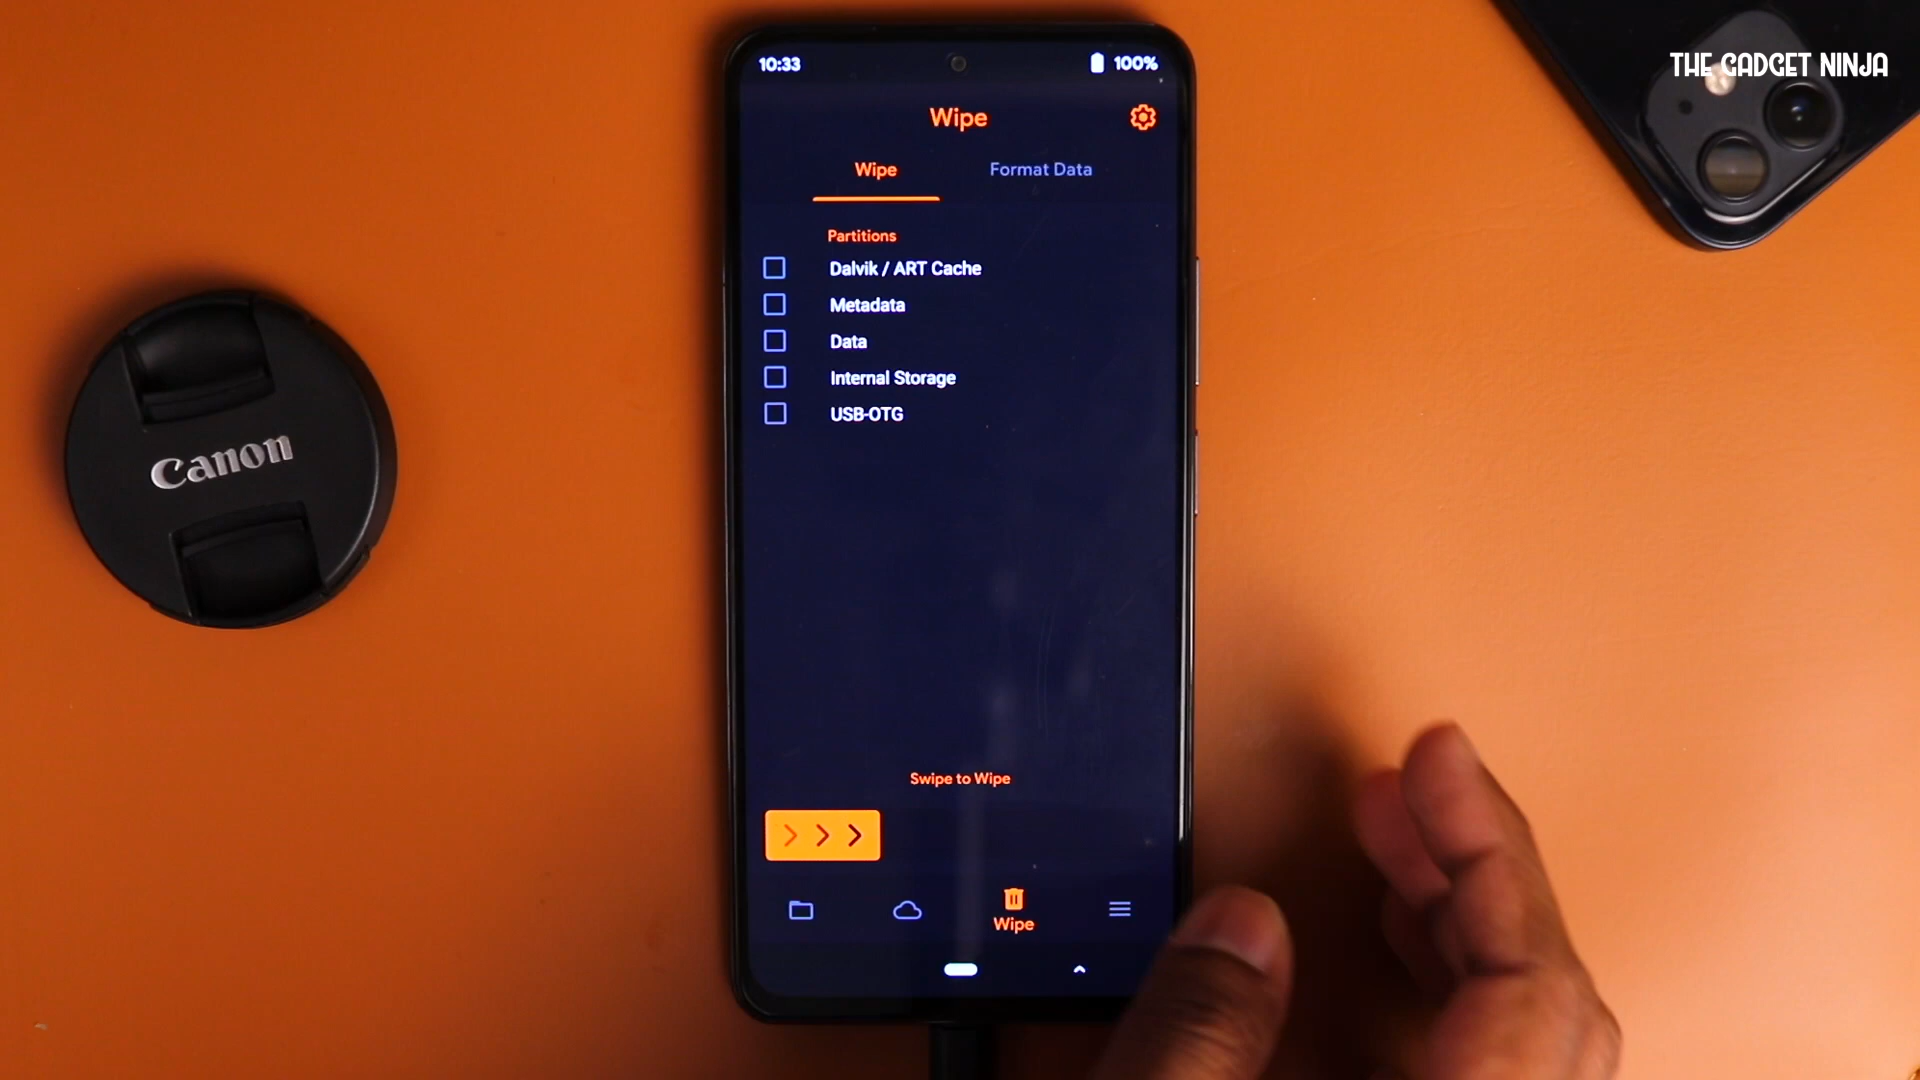 THE GADGET NINJA
10:33
100%
Wipe
Wipe
Format Data
Partitions
Dalvik / ART Cache
Metadata
Data
Internal Storage
USB-OTG
Canon
Swipe to Wipe
Wipe